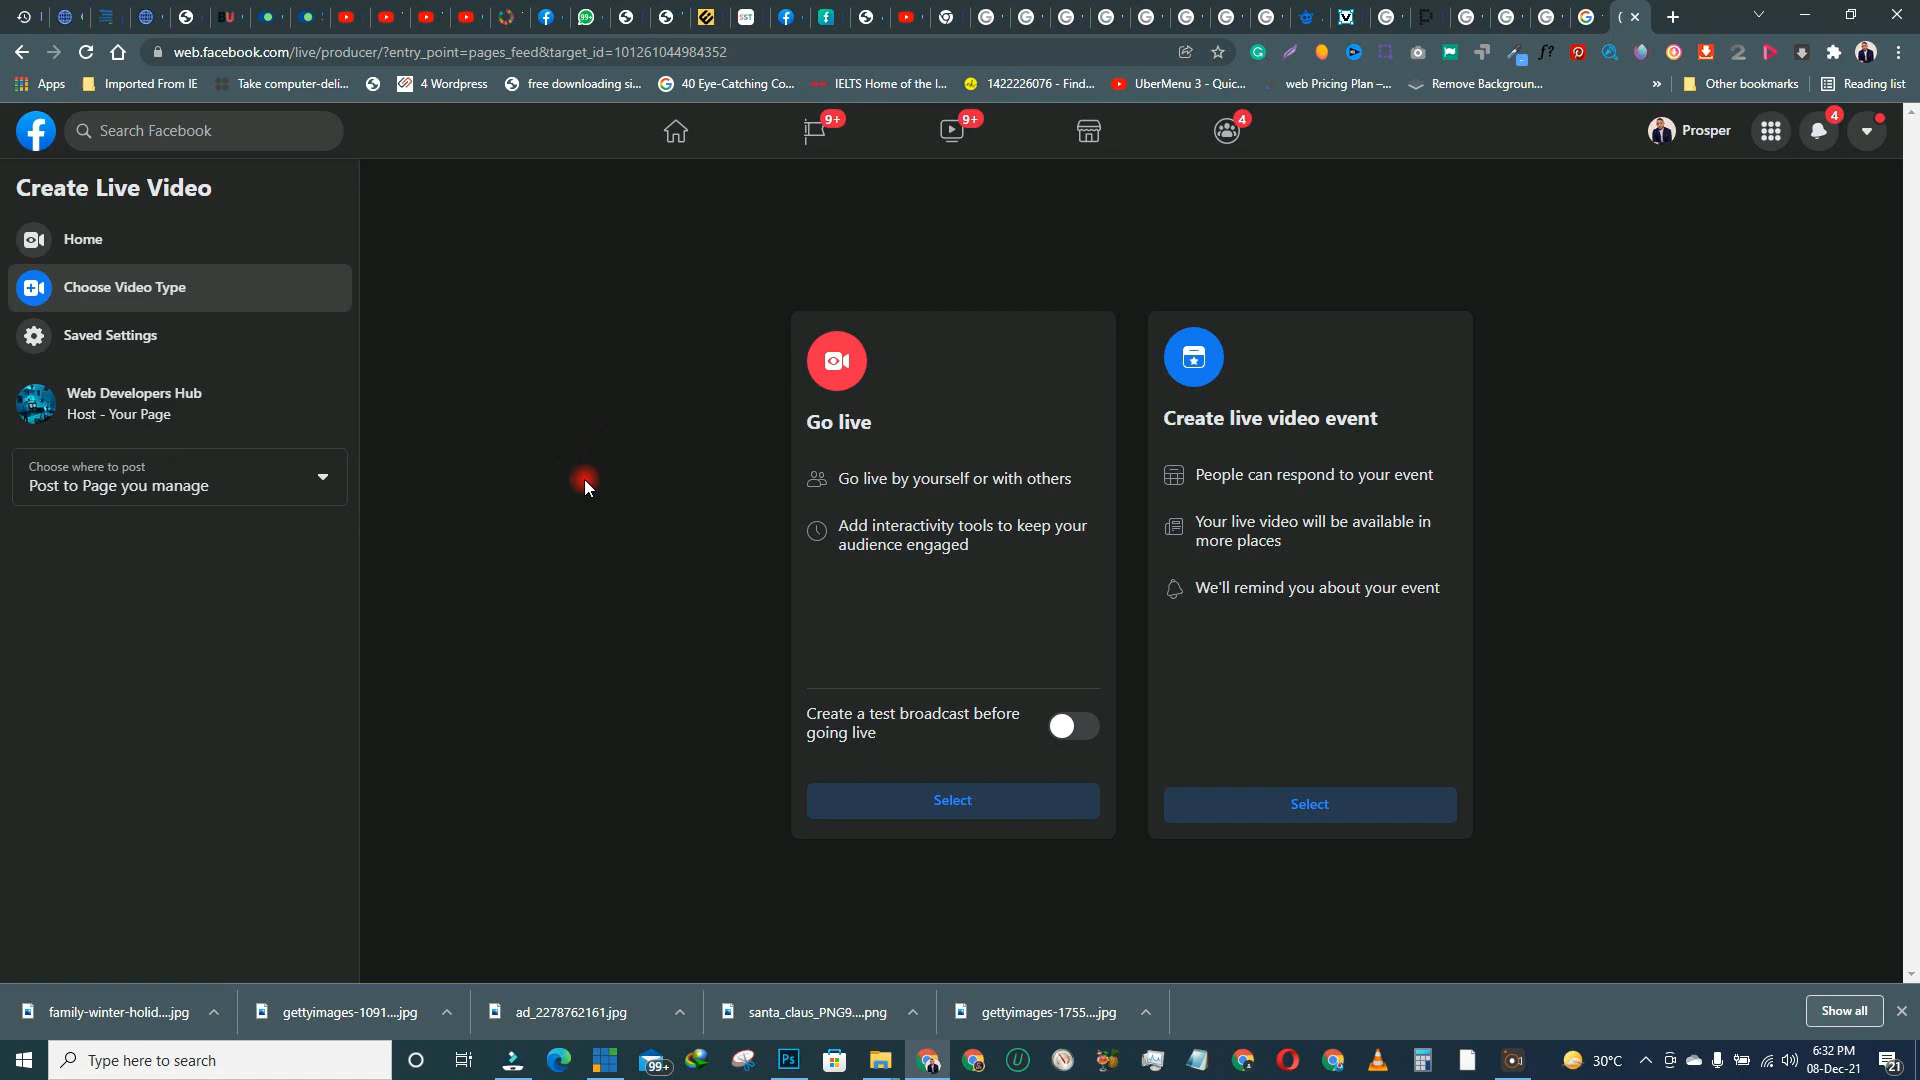 web.facebook.com/live/producer/?entry_point=pages_feed&target_id=101261044984352
Apps
Imported From IE
Take computer-deli...
4 Wordpress
free downloading si...
40 Eye-Catching Co...
IELTS Home of the I...
1422226076 - Find...
UberMenu 3 - Quic...
web Pricing Plan –...
Remove Backgroun...
»
Other bookmarks
Reading list
Search Facebook
9+
9+
4
Prosper
4
Create Live Video
Home
Choose Video Type
Saved Settings
Web Developers Hub
Host - Your Page
Choose where to post
Post to Page you manage
Go live
Go live by yourself or with others
Add interactivity tools to keep your
audience engaged
Create a test broadcast before
going live
Select
Create live video event
People can respond to your event
Your live video will be available in
more places
We'll remind you about your event
Select
family-winter-holid....jpg
gettyimages-1091....jpg
ad_2278762161.jpg
santa_claus_PNG9....png
gettyimages-1755....jpg
Show all
Type here to search
99+
Ps
30°C
6:32 PM
08-Dec-21
21